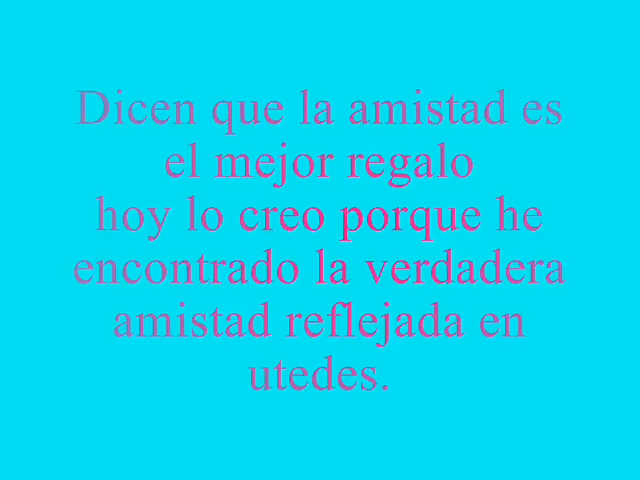 Dicen que la amistad es
el mejor regalo
hoy lo creo porque he
encontrado la verdadera
amistad reflejada en
utedes.